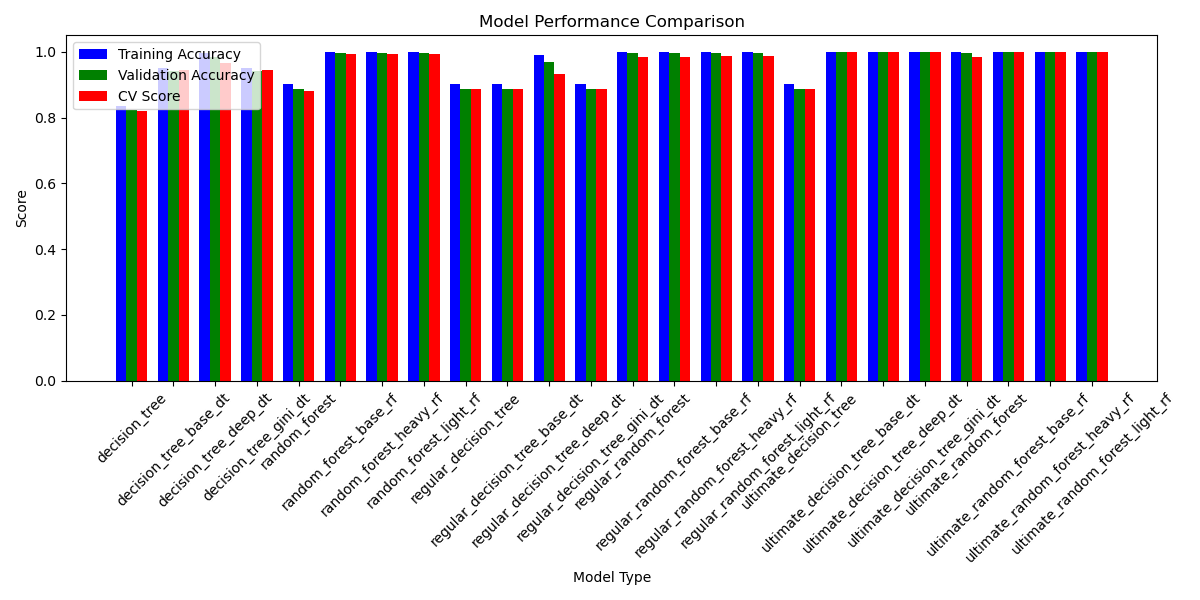 Model Performance Comparison
Training Accuracy
Validation Accuracy
CV Score
Score
1.0
0.8
0.6
0.4
0.2
0.0
decision_tree
decision_tree_base_dt
decision_tree_deep_dt
decision_tree_gini_dt
random_forest
random_forest_base_rf
random_forest_heavy_rf
random_forest_light_rf
regular_decision_tree
regular_decision_tree_base_dt
regular_decision_tree_deep_dt
regular_decision_tree_gini_dt
regular_random_forest
regular_random_forest_base_rf
regular_random_forest_heavy_rf
regular_random_forest_light_rf
ultimate_decision_tree
ultimate_decision_tree_base_dt
ultimate_decision_tree_deep_dt
ultimate_decision_tree_gini_dt
ultimate_random_forest
ultimate_random_forest_base_rf
ultimate_random_forest_heavy_rf
ultimate_random_forest_light_rf
Model Type